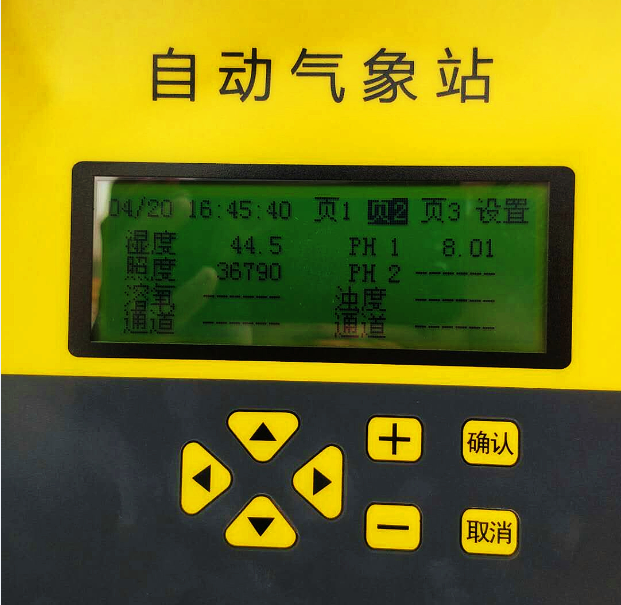 自动气象站
04/20 16:45:40 页1 页2 页3 设置
湿度 44.5 PH 1 8.01
照度 36790 PH 2 ------
溶氧 ------ 浊度 ------
通道 ------ 通道 ------
+ 确认
− 取消